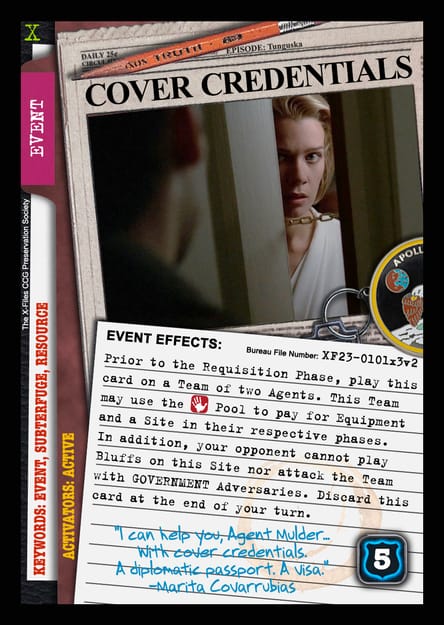 X
DAILY 25¢
EPISODE: Tunguska
COVER CREDENTIALS
EVENT
The X-Files CCG Preservation Society
KEYWORDS: EVENT, SUBTERFUGE, RESOURCE
ACTIVATORS: ACTIVE
APOLL
EVENT EFFECTS:
Bureau File Number: XF23-0101x3v2
Prior to the Requisition Phase, play this
card on a Team of two Agents. This Team
may use the Pool to pay for Equipment
and a Site in their respective phases.
In addition, your opponent cannot play
Bluffs on this Site nor attack the Team
with GOVERNMENT Adversaries. Discard this
card at the end of your turn.
"I can help you, Agent Mulder...
With cover credentials.
A diplomatic passport. A visa."
-Marita Covarrubias
5